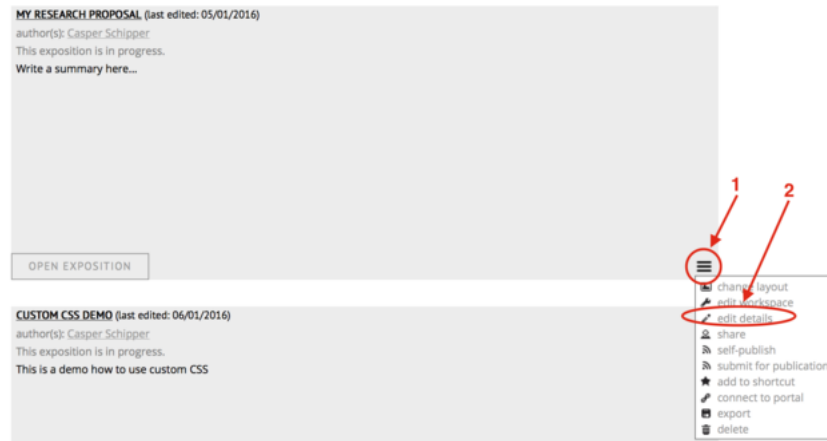 MY RESEARCH PROPOSAL (last edited: 05/01/2016)
author(s): Casper Schipper
This exposition is in progress.
Write a summary here...
1
2
OPEN EXPOSITION
change layout
edit workspace
edit details
share
self-publish
submit for publication
add to shortcut
connect to portal
export
delete
CUSTOM CSS DEMO (last edited: 06/01/2016)
author(s): Casper Schipper
This exposition is in progress.
This is a demo how to use custom CSS